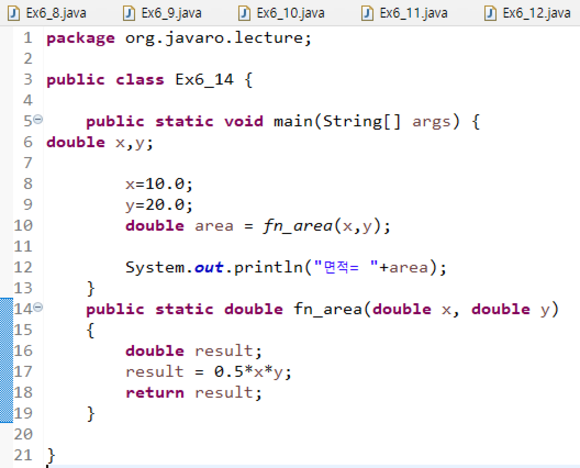 Ex6_8.java Ex6_9.java Ex6_10.java Ex6_11.java Ex6_12.java
1 package org.javaro.lecture;
2
3 public class Ex6_14 {
4
5 public static void main(String[] args) {
6 double x,y;
7
8 x=10.0;
9 y=20.0;
10 double area = fn_area(x,y);
11
12 System.out.println("면적= "+area);
13 }
14 public static double fn_area(double x, double y)
15 {
16 double result;
17 result = 0.5*x*y;
18 return result;
19 }
20
21 }